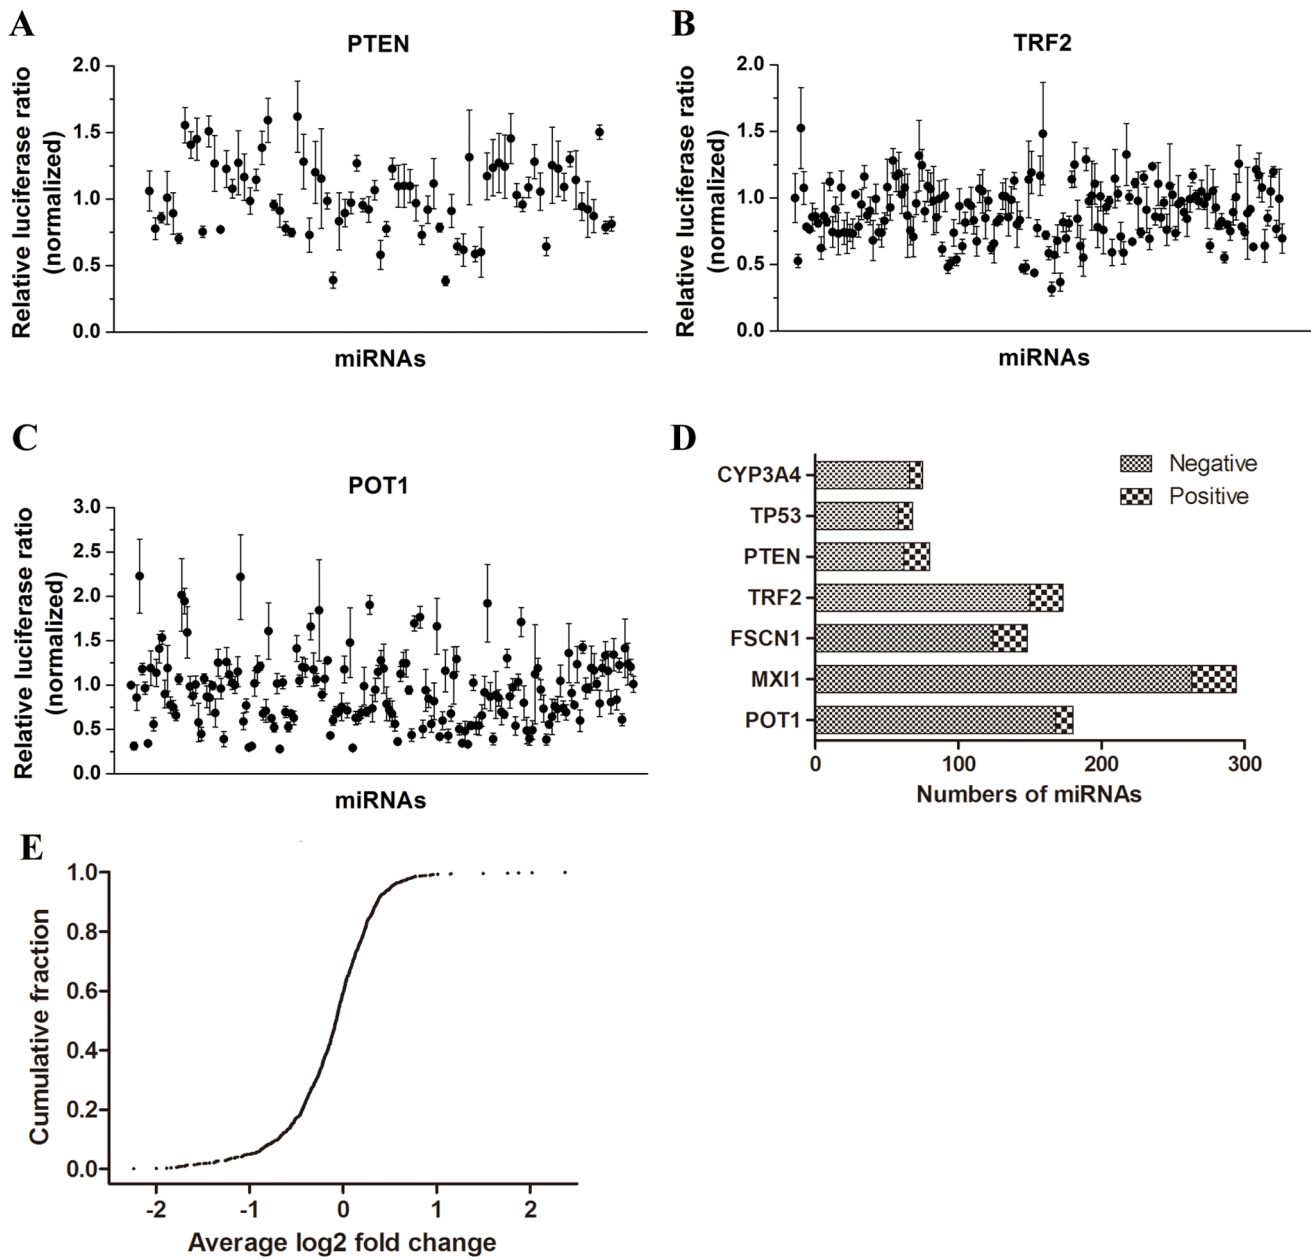 A
PTEN
Relative luciferase ratio
(normalized)
2.0
1.5
1.0
0.5
0.0
miRNAs
B
TRF2
Relative luciferase ratio
(normalized)
2.0
1.5
1.0
0.5
0.0
miRNAs
C
POT1
Relative luciferase ratio
(normalized)
3.0
2.5
2.0
1.5
1.0
0.5
0.0
miRNAs
D
Negative
Positive
CYP3A4
TP53
PTEN
TRF2
FSCN1
MXI1
POT1
0 100 200 300
Numbers of miRNAs
E
Cumulative fraction
1.0
0.8
0.6
0.4
0.2
0.0
-2 -1 0 1 2
Average log2 fold change